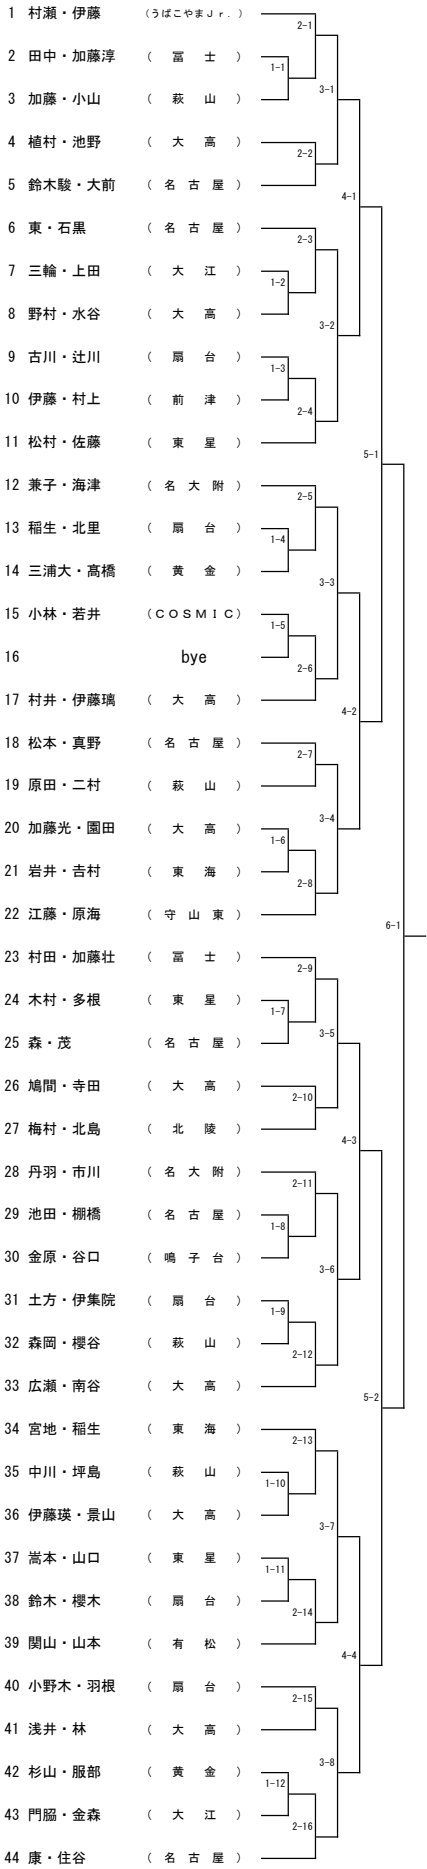 1 村瀬・伊藤 (うばこやまJr.)
2-1
2 田中・加藤淳 ( 冨 士 )
1-1
3 加藤・小山 ( 萩 山 )
3-1
4 植村・池野 ( 大 高 )
2-2
5 鈴木駿・大前 ( 名 古 屋 )
4-1
6 東・石黒 ( 名 古 屋 )
2-3
7 三輪・上田 ( 大 江 )
1-2
8 野村・水谷 ( 大 高 )
3-2
9 古川・辻川 ( 扇 台 )
1-3
10 伊藤・村上 ( 前 津 )
2-4
11 松村・佐藤 ( 東 星 )
5-1
12 兼子・海津 ( 名 大 附 )
2-5
13 稲生・北里 ( 扇 台 )
1-4
14 三浦大・髙橋 ( 黄 金 )
3-3
15 小林・若井 (COSMIC)
1-5
16 bye
2-6
17 村井・伊藤璃 ( 大 高 )
4-2
18 松本・真野 ( 名 古 屋 )
2-7
19 原田・二村 ( 萩 山 )
3-4
20 加藤光・園田 ( 大 高 )
1-6
21 岩井・𠮷村 ( 東 海 )
2-8
22 江藤・原海 ( 守 山 東 )
6-1
23 村田・加藤壮 ( 冨 士 )
2-9
24 木村・多根 ( 東 星 )
1-7
25 森・茂 ( 名 古 屋 )
3-5
26 鳩間・寺田 ( 大 高 )
2-10
27 梅村・北島 ( 北 陵 )
4-3
28 丹羽・市川 ( 名 大 附 )
2-11
29 池田・棚橋 ( 名 古 屋 )
1-8
30 金原・谷口 ( 鳴 子 台 )
3-6
31 土方・伊集院 ( 扇 台 )
1-9
32 森岡・櫻谷 ( 萩 山 )
2-12
33 広瀬・南谷 ( 大 高 )
5-2
34 宮地・稲生 ( 東 海 )
2-13
35 中川・坪島 ( 萩 山 )
1-10
36 伊藤瑛・景山 ( 大 高 )
3-7
37 嵩本・山口 ( 東 星 )
1-11
38 鈴木・櫻木 ( 扇 台 )
2-14
39 関山・山本 ( 有 松 )
4-4
40 小野木・羽根 ( 扇 台 )
2-15
41 浅井・林 ( 大 高 )
3-8
42 杉山・服部 ( 黄 金 )
1-12
43 門脇・金森 ( 大 江 )
2-16
44 康・住谷 ( 名 古 屋 )